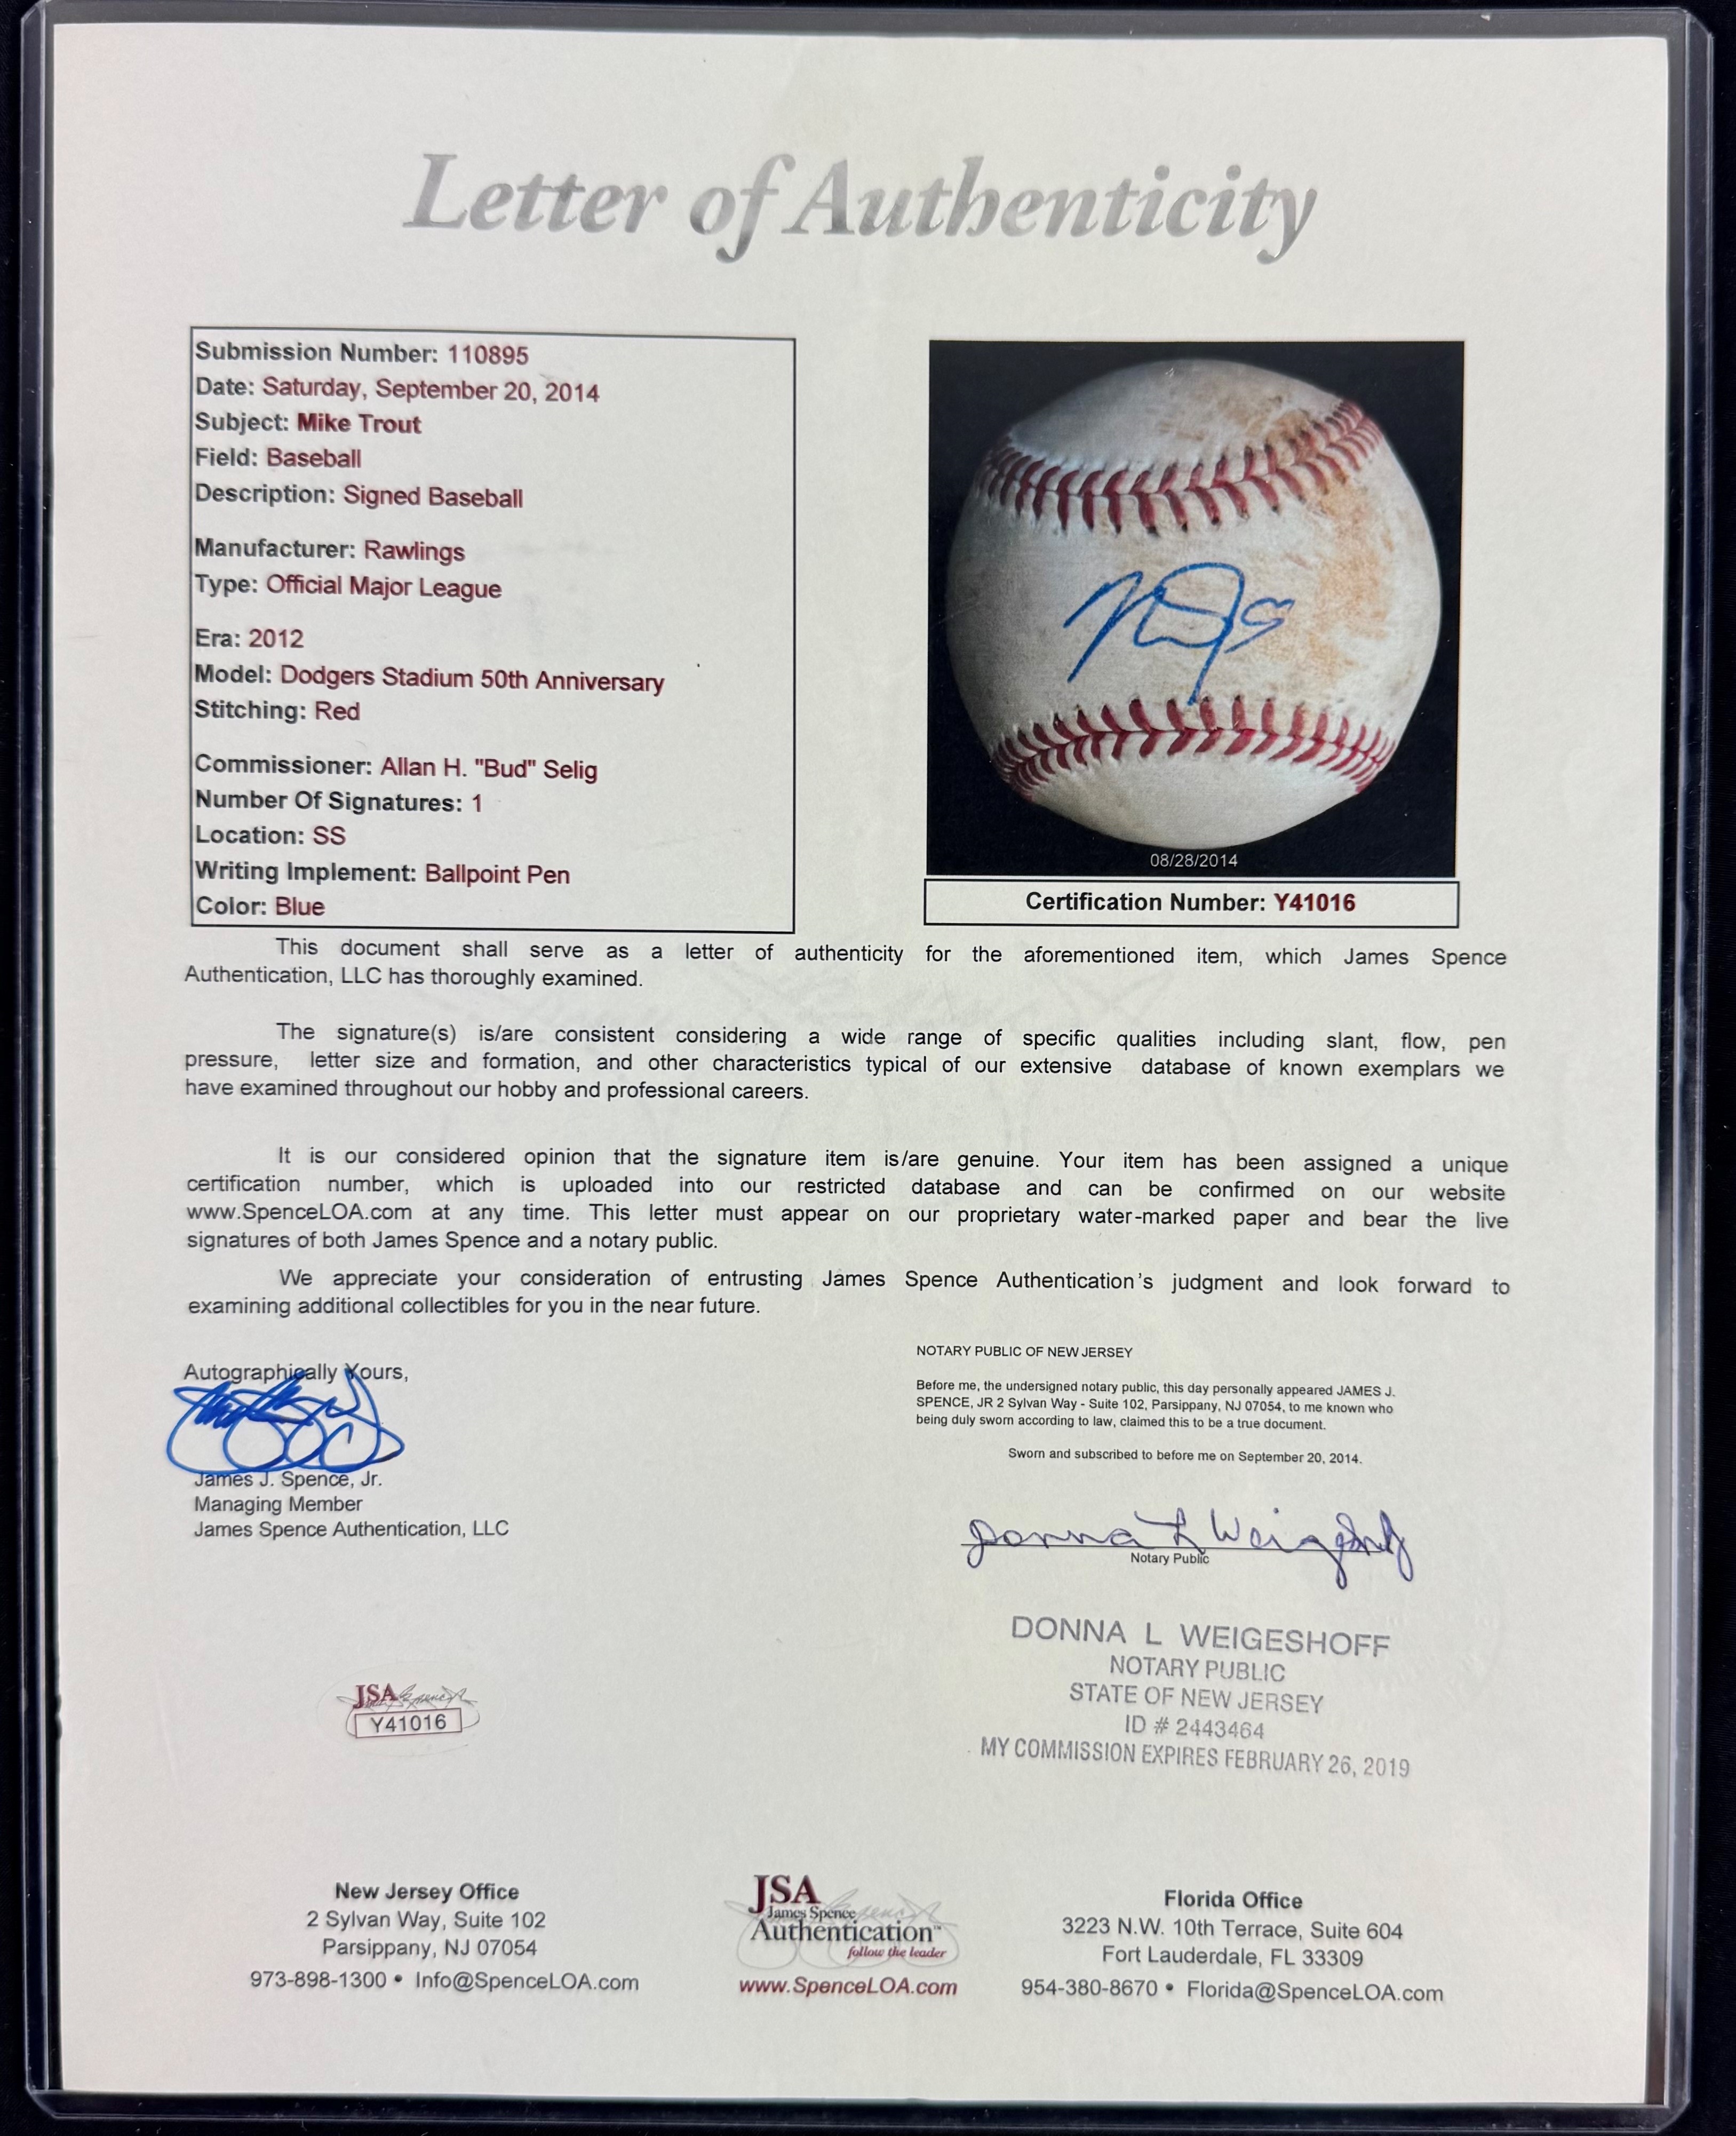 Letter of Authenticity
Submission Number: 110895
Date: Saturday, September 20, 2014
Subject: Mike Trout
Field: Baseball
Description: Signed Baseball
Manufacturer: Rawlings
Type: Official Major League
Era: 2012
Model: Dodgers Stadium 50th Anniversary
Stitching: Red
Commissioner: Allan H. "Bud" Selig
Number Of Signatures: 1
Location: SS
Writing Implement: Ballpoint Pen
Color: Blue
08/28/2014
Certification Number: Y41016
This document shall serve as a letter of authenticity for the aforementioned item, which James Spence
Authentication, LLC has thoroughly examined.
The signature(s) is/are consistent considering a wide range of specific qualities including slant, flow, pen
pressure, letter size and formation, and other characteristics typical of our extensive database of known exemplars we
have examined throughout our hobby and professional careers.
It is our considered opinion that the signature item is/are genuine. Your item has been assigned a unique
certification number, which is uploaded into our restricted database and can be confirmed on our website
www.SpenceLOA.com at any time. This letter must appear on our proprietary water-marked paper and bear the live
signatures of both James Spence and a notary public.
We appreciate your consideration of entrusting James Spence Authentication's judgment and look forward to
examining additional collectibles for you in the near future.
Autographically Yours,
James J. Spence, Jr.
Managing Member
James Spence Authentication, LLC
NOTARY PUBLIC OF NEW JERSEY
Before me, the undersigned notary public, this day personally appeared JAMES J.
SPENCE, JR 2 Sylvan Way - Suite 102, Parsippany, NJ 07054, to me known who
being duly sworn according to law, claimed this to be a true document.
Sworn and subscribed to before me on September 20, 2014.
Donna L Weigeshoff
Notary Public
DONNA L WEIGESHOFF
NOTARY PUBLIC
STATE OF NEW JERSEY
ID # 2443464
MY COMMISSION EXPIRES FEBRUARY 26, 2019
JSA
Y41016
New Jersey Office
2 Sylvan Way, Suite 102
Parsippany, NJ 07054
973-898-1300 • Info@SpenceLOA.com
JSA
James Spence
Authentication™
follow the leader
www.SpenceLOA.com
Florida Office
3223 N.W. 10th Terrace, Suite 604
Fort Lauderdale, FL 33309
954-380-8670 • Florida@SpenceLOA.com